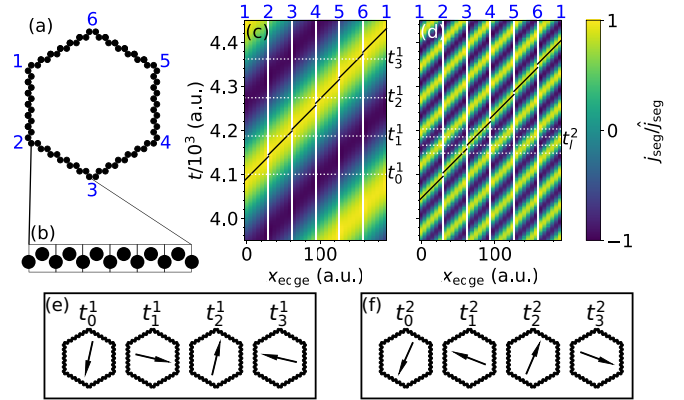 (a)
6
1
5
2
4
3
(b)
1 2 3 4 5 6 1
(c)
t/10³ (a.u.)
4.4
4.3
4.2
4.1
4.0
t₃¹
t₂¹
t₁¹
t₀¹
0 100
x_ecge (a.u.)
1 2 3 4 5 6 1
(d)
t_l²
0 100
x_ecge (a.u.)
1
0
−1
j_seg/ĵ_seg
(e)
t₀¹ t₁¹ t₂¹ t₃¹
(f)
t₀² t₁² t₂² t₃²